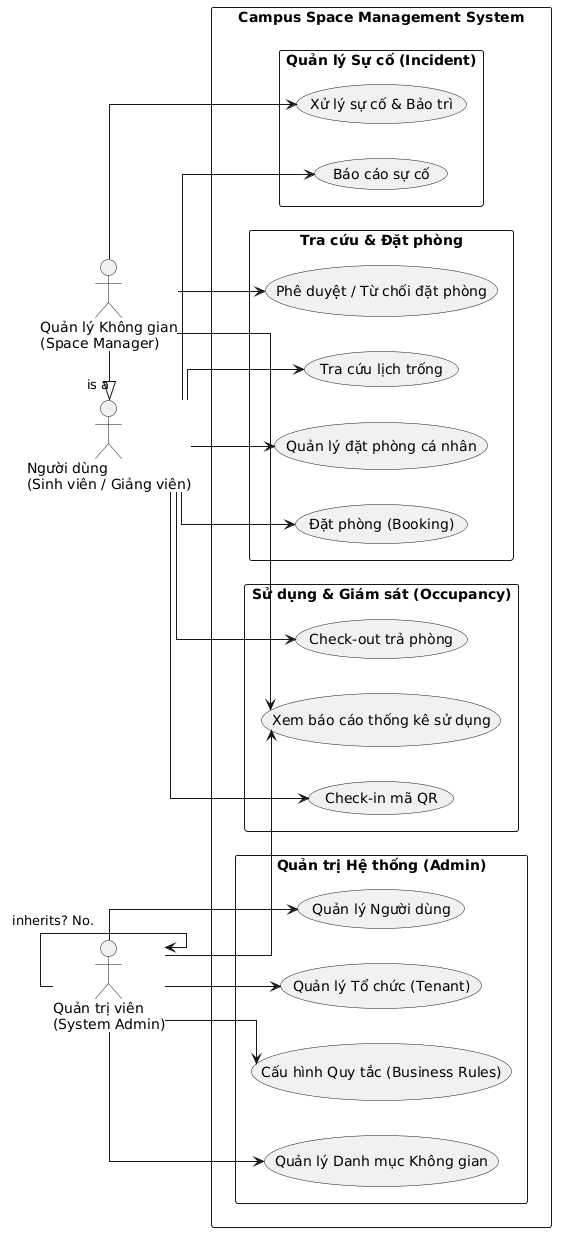 Campus Space Management System
Quản lý Sự cố (Incident)
Xử lý sự cố & Bảo trì
Báo cáo sự cố
Tra cứu & Đặt phòng
Phê duyệt / Từ chối đặt phòng
Quản lý Không gian
(Space Manager)
Tra cứu lịch trống
is a
Quản lý đặt phòng cá nhân
Người dùng
(Sinh viên / Giảng viên)
Đặt phòng (Booking)
Sử dụng & Giám sát (Occupancy)
Check-out trả phòng
Xem báo cáo thống kê sử dụng
Check-in mã QR
Quản trị Hệ thống (Admin)
Quản lý Người dùng
inherits? No.
Quản lý Tổ chức (Tenant)
Quản trị viên
(System Admin)
Cấu hình Quy tắc (Business Rules)
Quản lý Danh mục Không gian